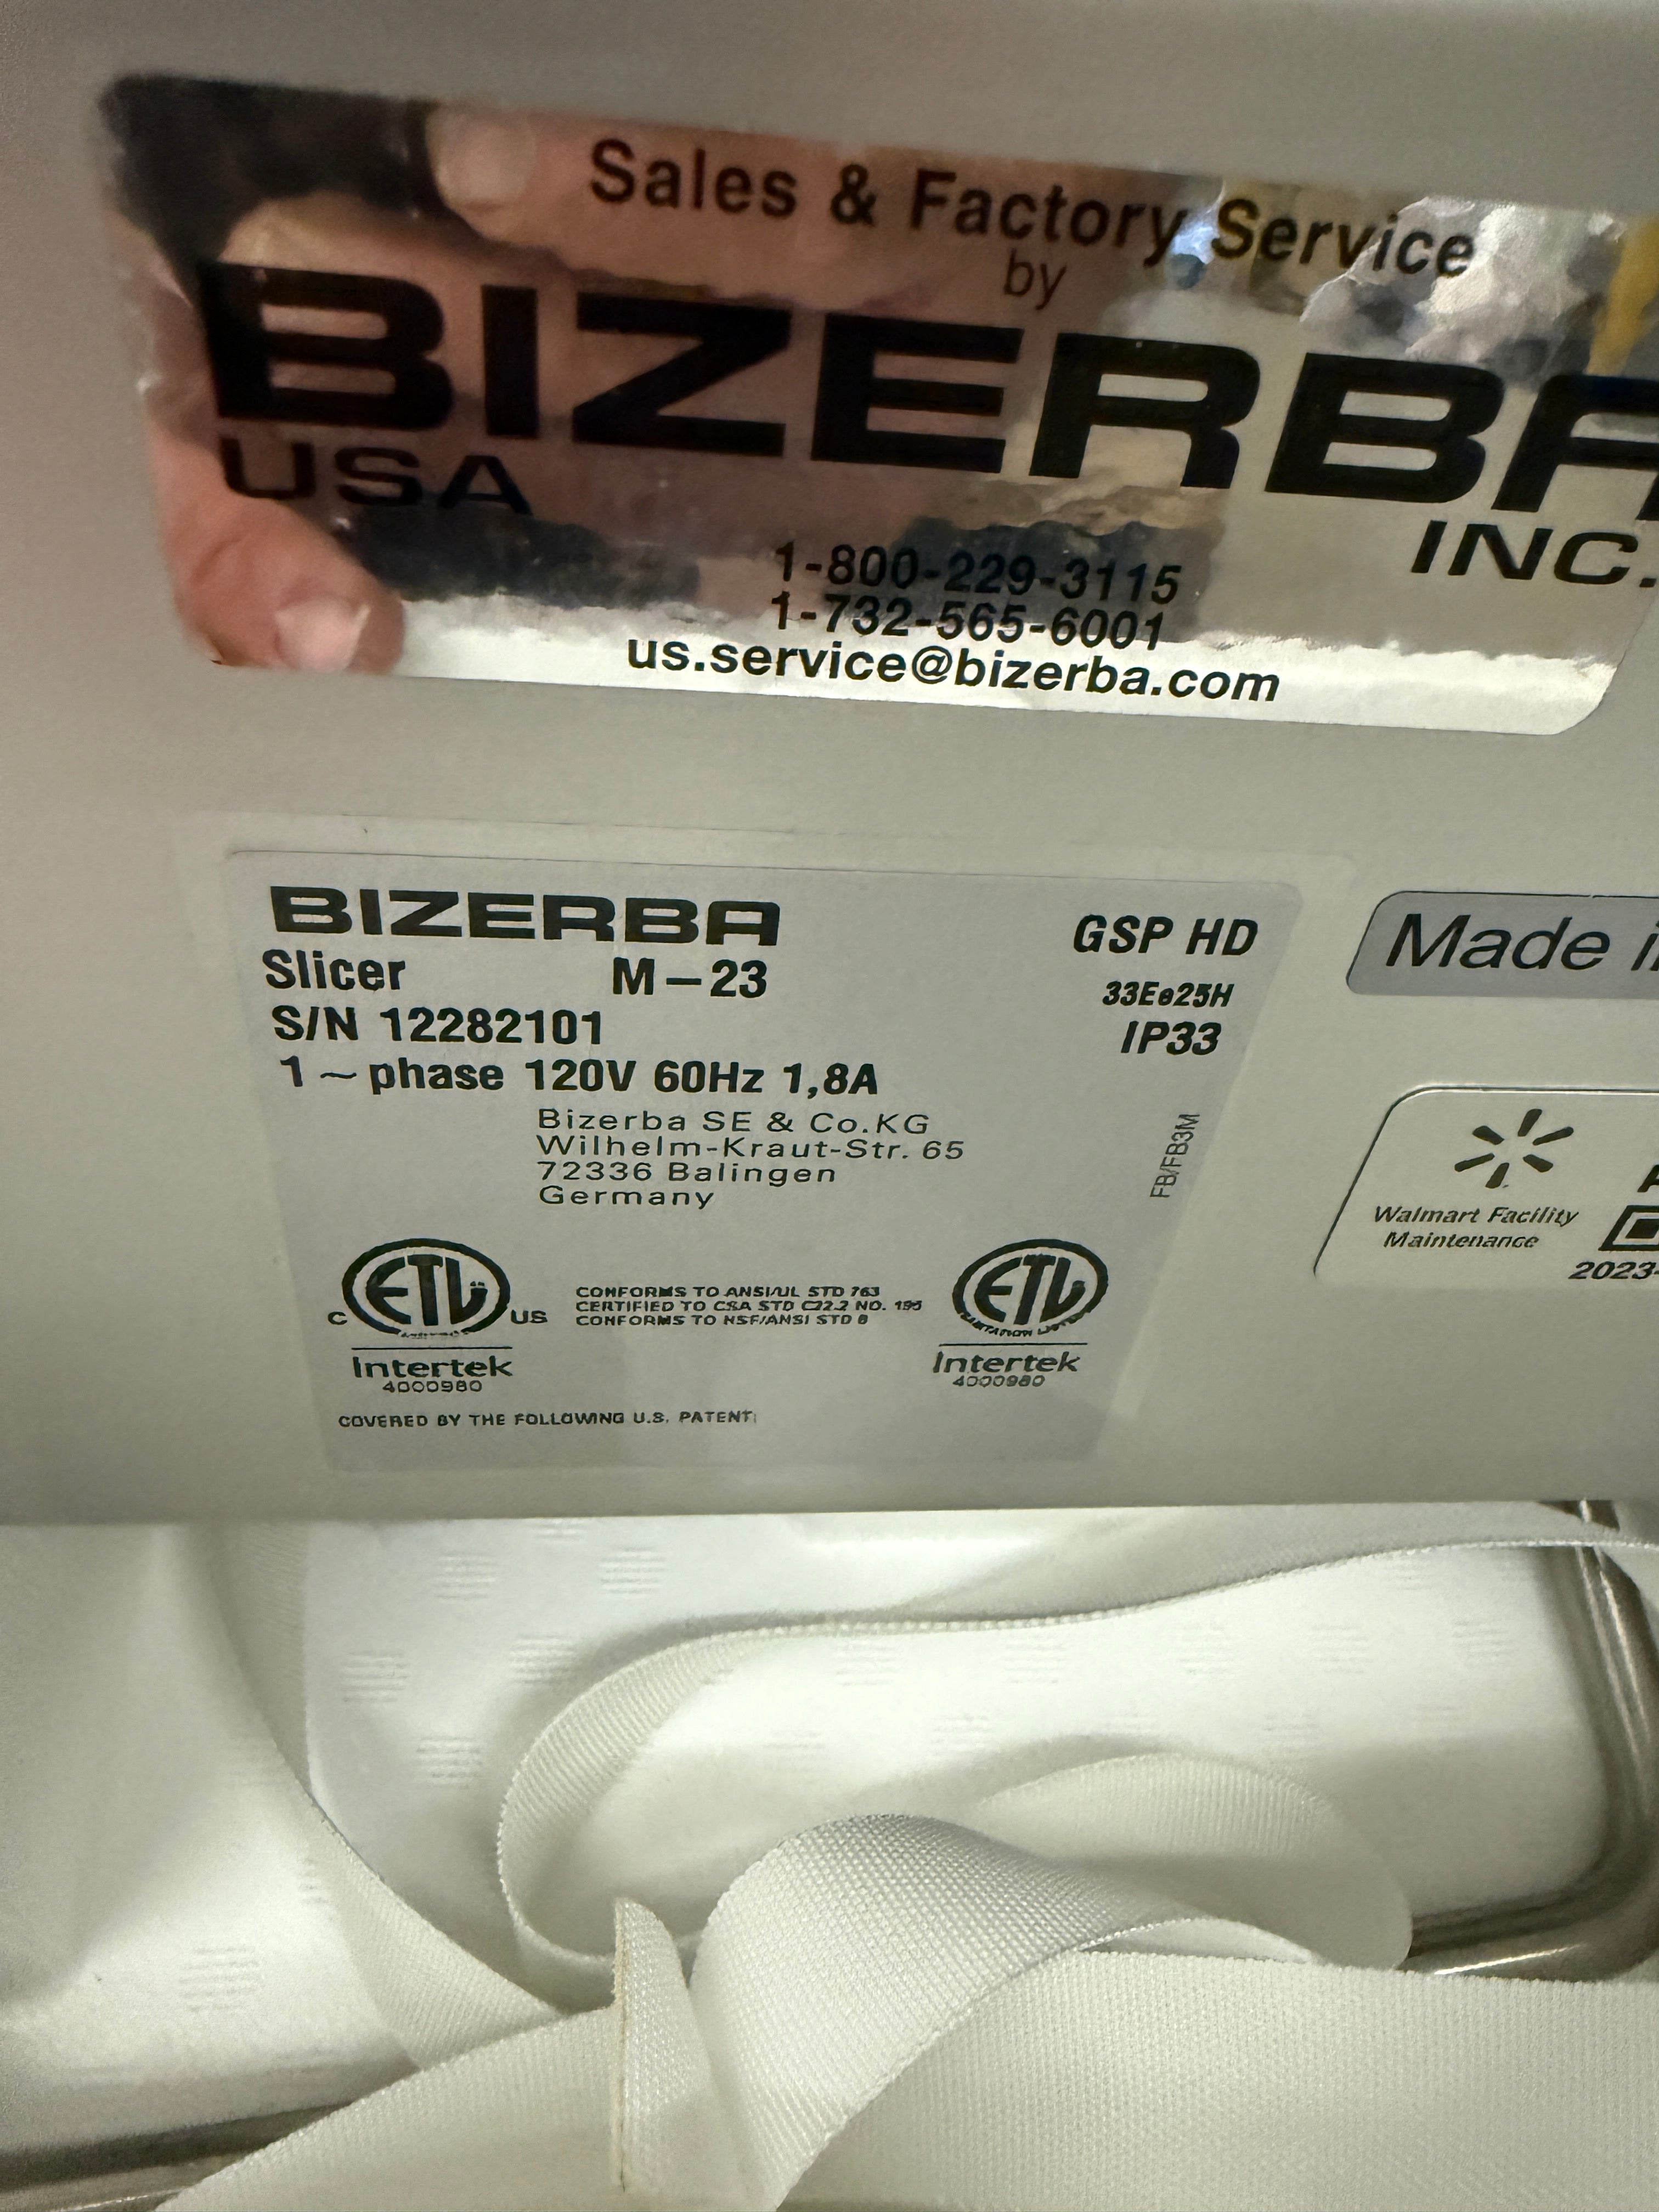 Sales & Factory Service
by
BIZERBA
USA
INC.
1-800-229-3115
1-732-565-6001
us.service@bizerba.com
BIZERBA
GSP HD
Slicer M-23
33Ee25H
S/N 12282101
IP33
1~phase 120V 60Hz 1,8A
Bizerba SE & Co.KG
Wilhelm-Kraut-Str. 65
72336 Balingen
Germany
FB/FB3M
ETL
C US
Intertek
4000980
CONFORMS TO ANSI/UL STD 763
CERTIFIED TO CSA STD C22.2 NO. 195
CONFORMS TO NSF/ANSI STD 8
ETL
Intertek
4000980
COVERED BY THE FOLLOWING U.S. PATENT:
Made
Walmart Facility
Maintenance
2023-